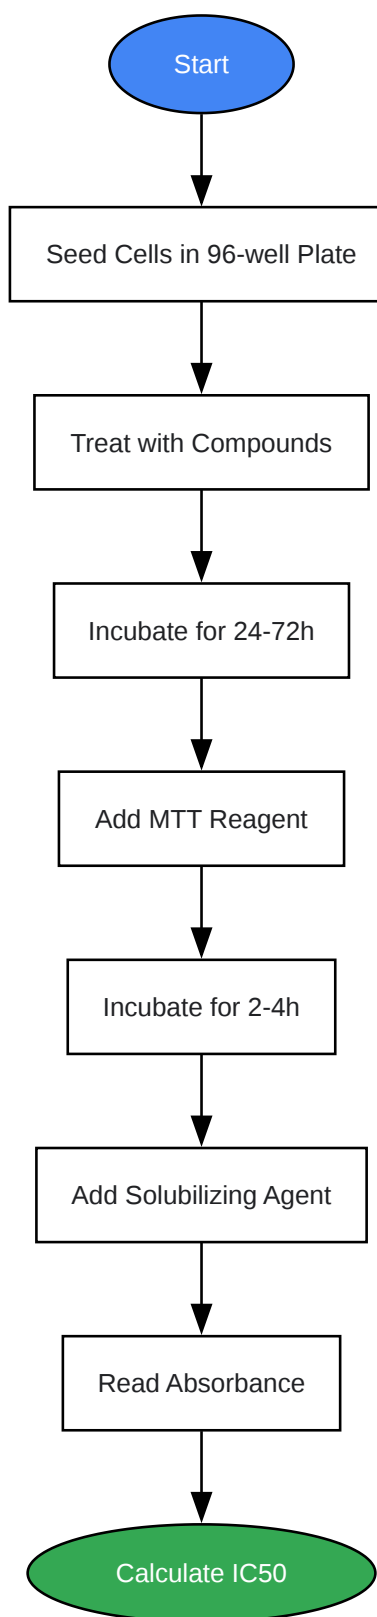 Start
Seed Cells in 96-well Plate
Treat with Compounds
Incubate for 24-72h
Add MTT Reagent
Incubate for 2-4h
Add Solubilizing Agent
Read Absorbance
Calculate IC50